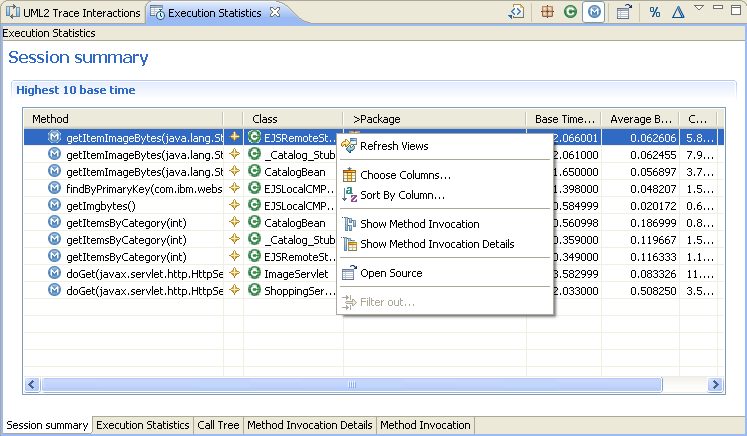 UML2 Trace Interactions Execution Statistics
Execution Statistics
Session summary
Highest 10 base time
Method Class >Package Base Time... Average B... C...
getItemImageBytes(java.lang.St EJSRemoteSt... 2.066001 0.062606 5.8...
getItemImageBytes(java.lang.St _Catalog_Stub 2.061000 0.062455 7.9...
getItemImageBytes(java.lang.St CatalogBean 1.650000 0.056897 3.7...
findByPrimaryKey(com.ibm.webs EJSLocalCMP... 1.398000 0.048207 1.5...
getImgbytes() EJSLocalCMP... 0.584999 0.020172 0.6...
getItemsByCategory(int) CatalogBean 0.560998 0.186999 0.8...
getItemsByCategory(int) _Catalog_Stub 0.359000 0.119667 1.5...
getItemsByCategory(int) EJSRemoteSt... 0.349000 0.116333 1.1...
doGet(javax.servlet.http.HttpSe ImageServlet 3.582999 0.083326 11....
doGet(javax.servlet.http.HttpSe ShoppingSer... 2.033000 0.508250 3.5...
Refresh Views
Choose Columns...
Sort By Column...
Show Method Invocation
Show Method Invocation Details
Open Source
Filter out...
Session summary Execution Statistics Call Tree Method Invocation Details Method Invocation